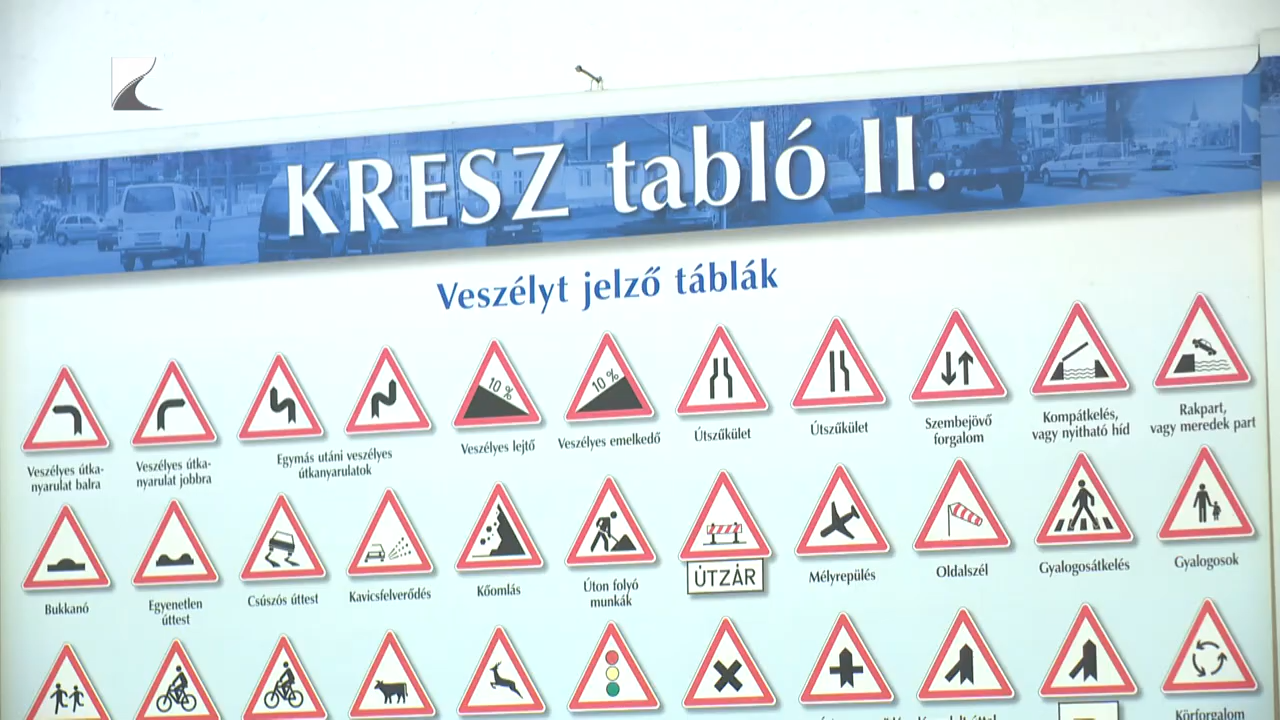 KRESZ tabló II.
Veszélyt jelző táblák
10 %
10 %
Veszélyes útka-
nyarulat balra
Veszélyes útka-
nyarulat jobbra
Egymás utáni veszélyes
útkanyarulatok
Veszélyes lejtő
Veszélyes emelkedő
Útszűkület
Útszűkület
Szembejövő
forgalom
Kompátkelés,
vagy nyitható híd
Rakpart,
vagy meredek part
Bukkanó
Egyenetlen
úttest
Csúszós úttest
Kavicsfelverődés
Kőomlás
Úton folyó
munkák
ÚTZÁR
Mélyrepülés
Oldalszél
Gyalogosátkelés
Gyalogosok
Körforgalom